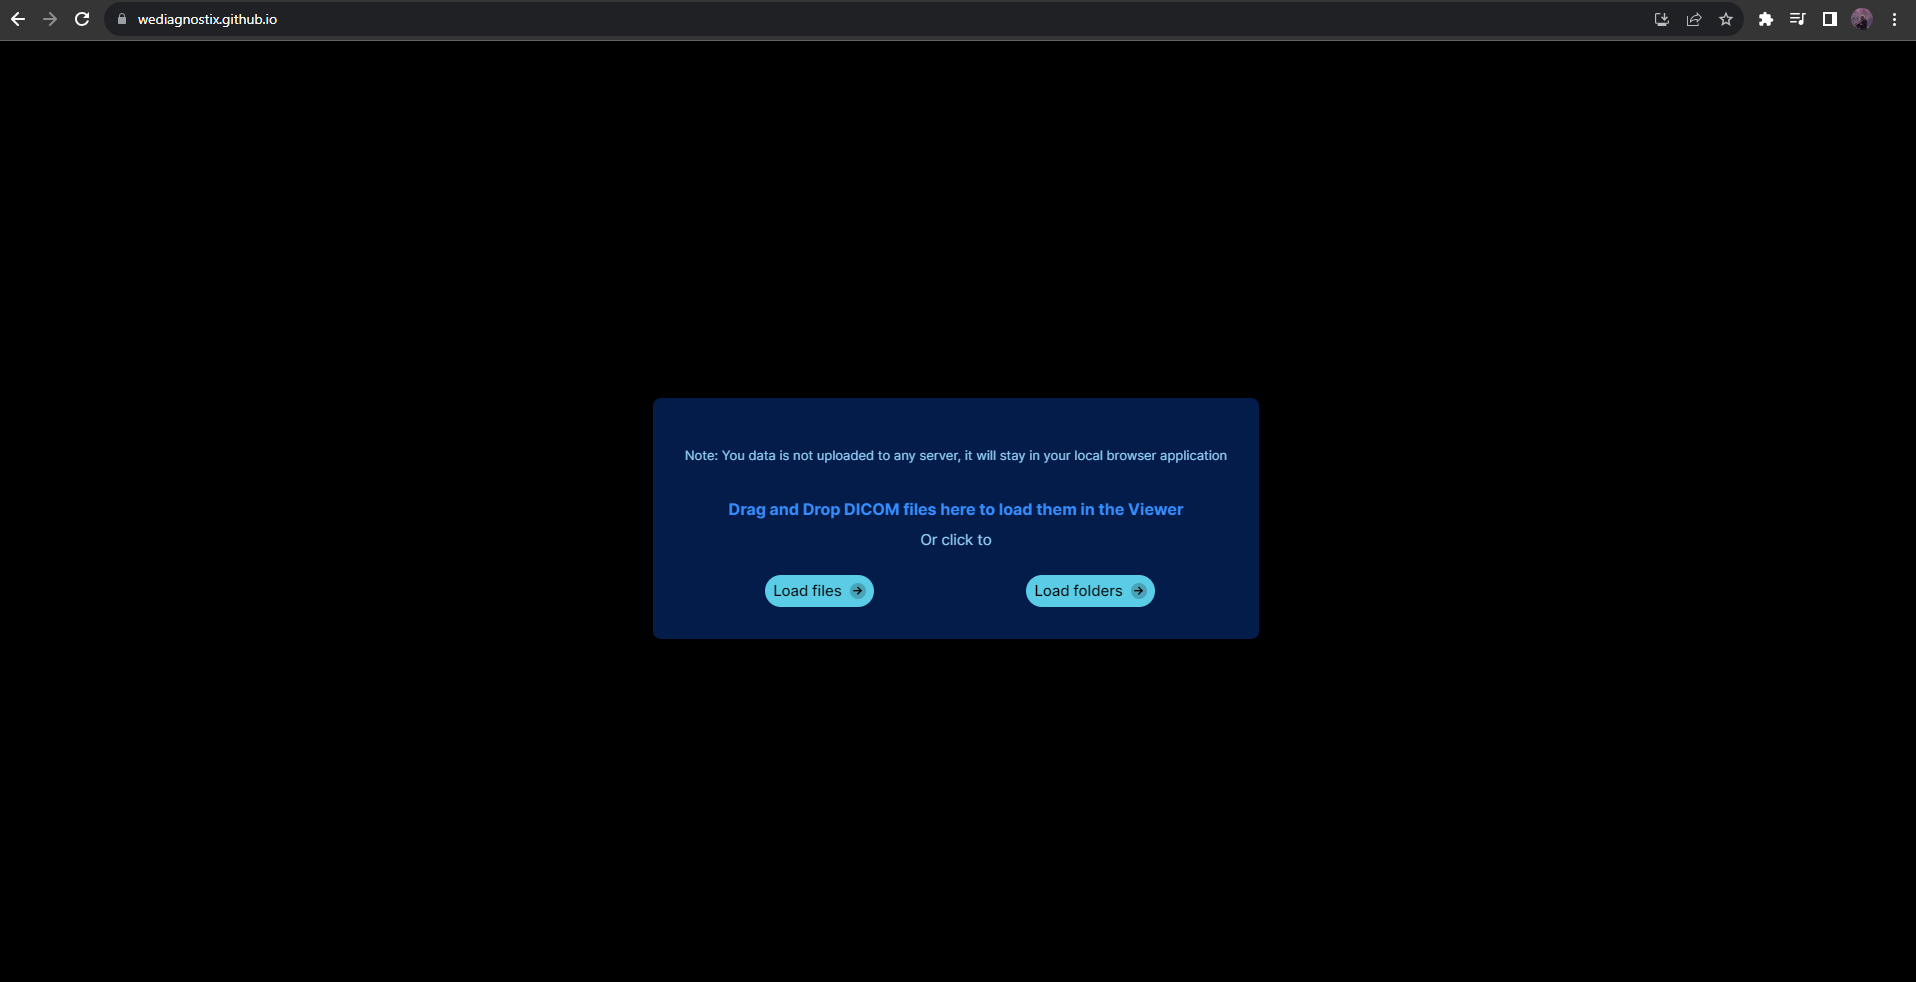 wediagnostix.github.io
Note: You data is not uploaded to any server, it will stay in your local browser application
Drag and Drop DICOM files here to load them in the Viewer
Or click to
Load files
Load folders